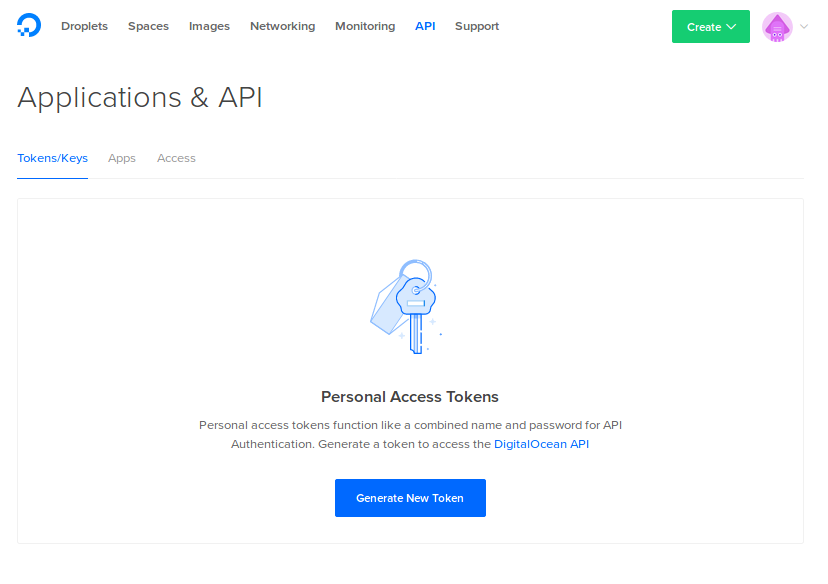 Droplets Spaces Images Networking Monitoring API Support Create
Applications & API
Tokens/Keys Apps Access
Personal Access Tokens
Personal access tokens function like a combined name and password for API
Authentication. Generate a token to access the DigitalOcean API
Generate New Token